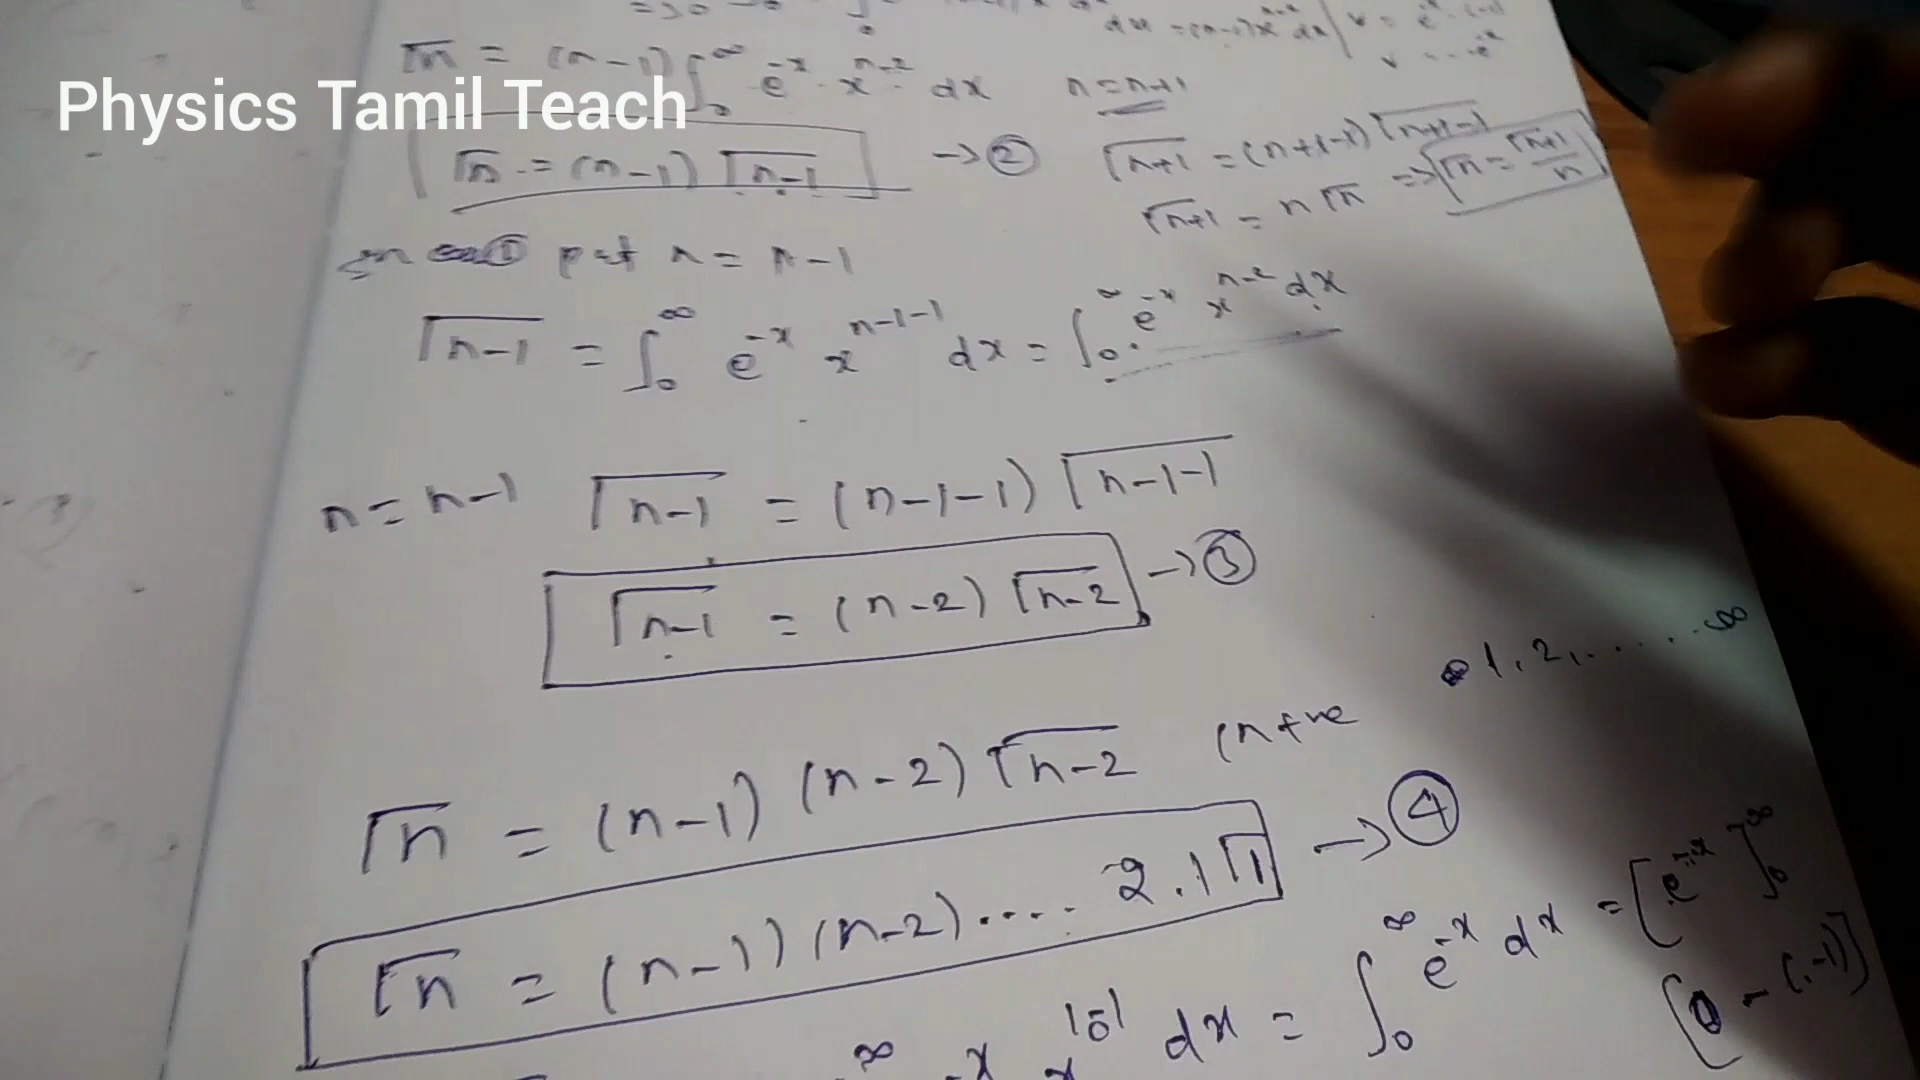 Physics Tamil Teach
Γn = (n-1) ∫₀^∞ e^-x . x^n-2 . dx
n = n+1
Γn = (n-1) Γn-1 → ②
Γn+1 = (n+1-1) Γn+1-1
Γn+1 = n Γn ⇒ Γn = Γn+1 / n
put n = n-1
Γn-1 = ∫₀^∞ e^-x x^n-1-1 dx = ∫₀^∞ e^-x x^n-2 dx
n = n-1 Γn-1 = (n-1-1) Γn-1-1
Γn-1 = (n-2) Γn-2 → ③
1, 2, ...... ∞
Γn = (n-1) (n-2) Γn-2 (n +ve
Γn = (n-1) (n-2) .... 2 . 1 Γ1 → ④
dx = ∫₀^∞ e^-x dx = [e^-x]₀^∞